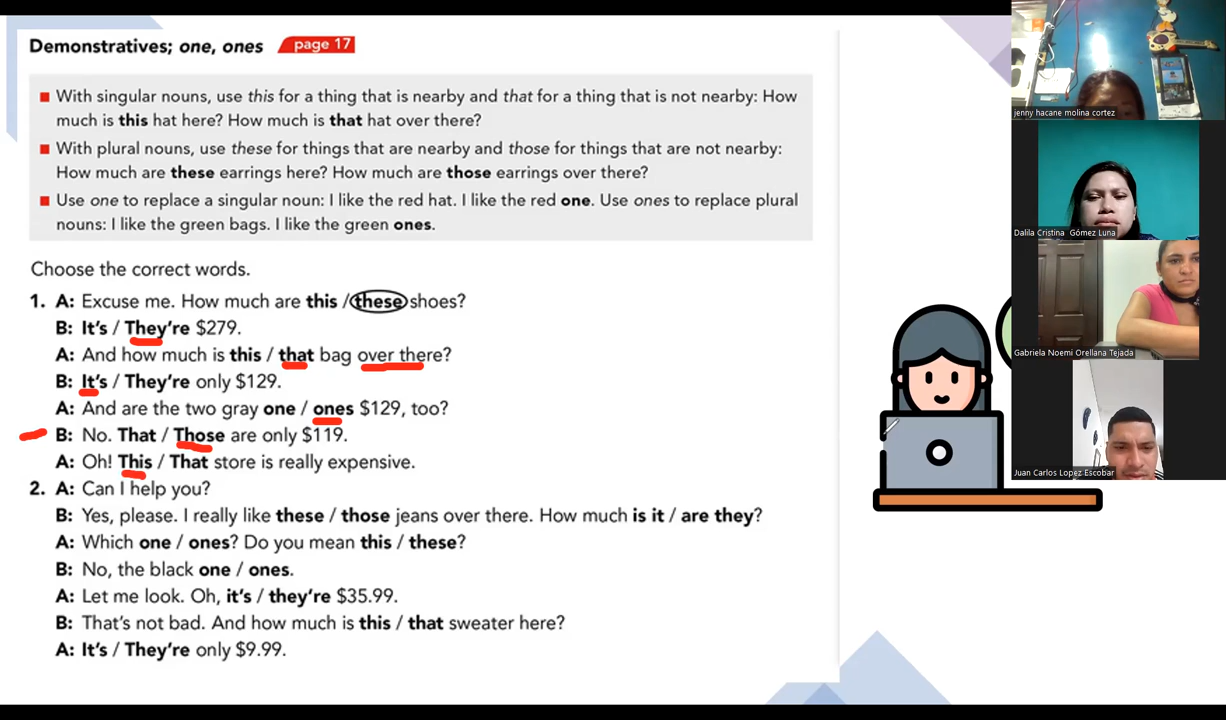 Demonstratives; one, ones page 17
With singular nouns, use this for a thing that is nearby and that for a thing that is not nearby: How
much is this hat here? How much is that hat over there?
With plural nouns, use these for things that are nearby and those for things that are not nearby:
How much are these earrings here? How much are those earrings over there?
Use one to replace a singular noun: I like the red hat. I like the red one. Use ones to replace plural
nouns: I like the green bags. I like the green ones.
Choose the correct words.
1. A: Excuse me. How much are this / these shoes?
B: It's / They're $279.
A: And how much is this / that bag over there?
B: It's / They're only $129.
A: And are the two gray one / ones $129, too?
B: No. That / Those are only $119.
A: Oh! This / That store is really expensive.
2. A: Can I help you?
B: Yes, please. I really like these / those jeans over there. How much is it / are they?
A: Which one / ones? Do you mean this / these?
B: No, the black one / ones.
A: Let me look. Oh, it's / they're $35.99.
B: That's not bad. And how much is this / that sweater here?
A: It's / They're only $9.99.
jenny hacane molina cortez
Dalila Cristina Gómez Luna
Gabriela Noemi Orellana Tejada
Juan Carlos Lopez Escobar